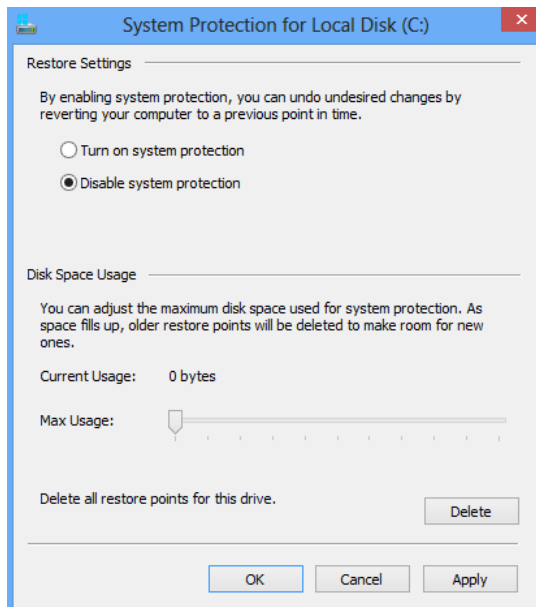 System Protection for Local Disk (C:)
Restore Settings
By enabling system protection, you can undo undesired changes by
reverting your computer to a previous point in time.
Turn on system protection
Disable system protection
Disk Space Usage
You can adjust the maximum disk space used for system protection. As
space fills up, older restore points will be deleted to make room for new
ones.
Current Usage: 0 bytes
Max Usage:
Delete all restore points for this drive.
Delete
OK Cancel Apply